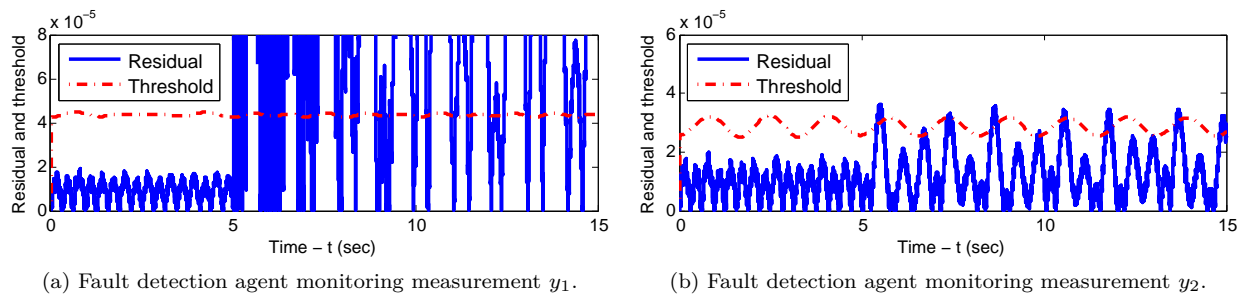 x 10^-5
8
6
4
2
0
Residual and threshold
Residual
Threshold
0
5
10
15
Time – t (sec)
(a) Fault detection agent monitoring measurement y₁.
x 10^-5
6
4
2
0
Residual and threshold
Residual
Threshold
0
5
10
15
Time – t (sec)
(b) Fault detection agent monitoring measurement y₂.